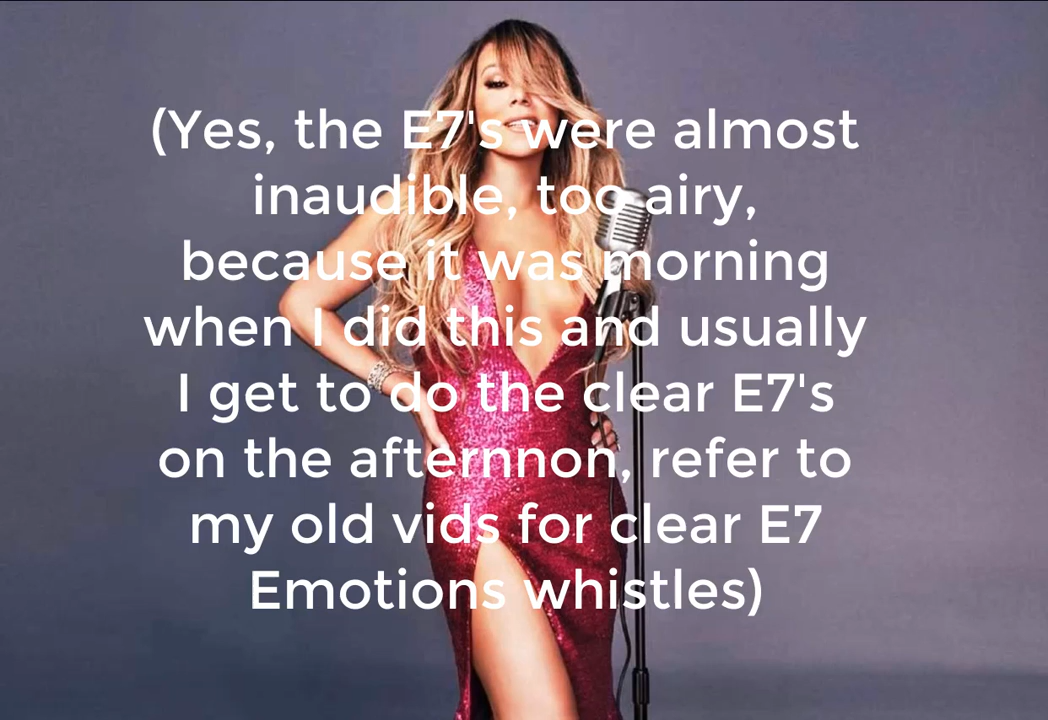 (Yes, the E7's were almost
inaudible, too airy,
because it was morning
when I did this and usually
I get to do the clear E7's
on the afternnon, refer to
my old vids for clear E7
Emotions whistles)